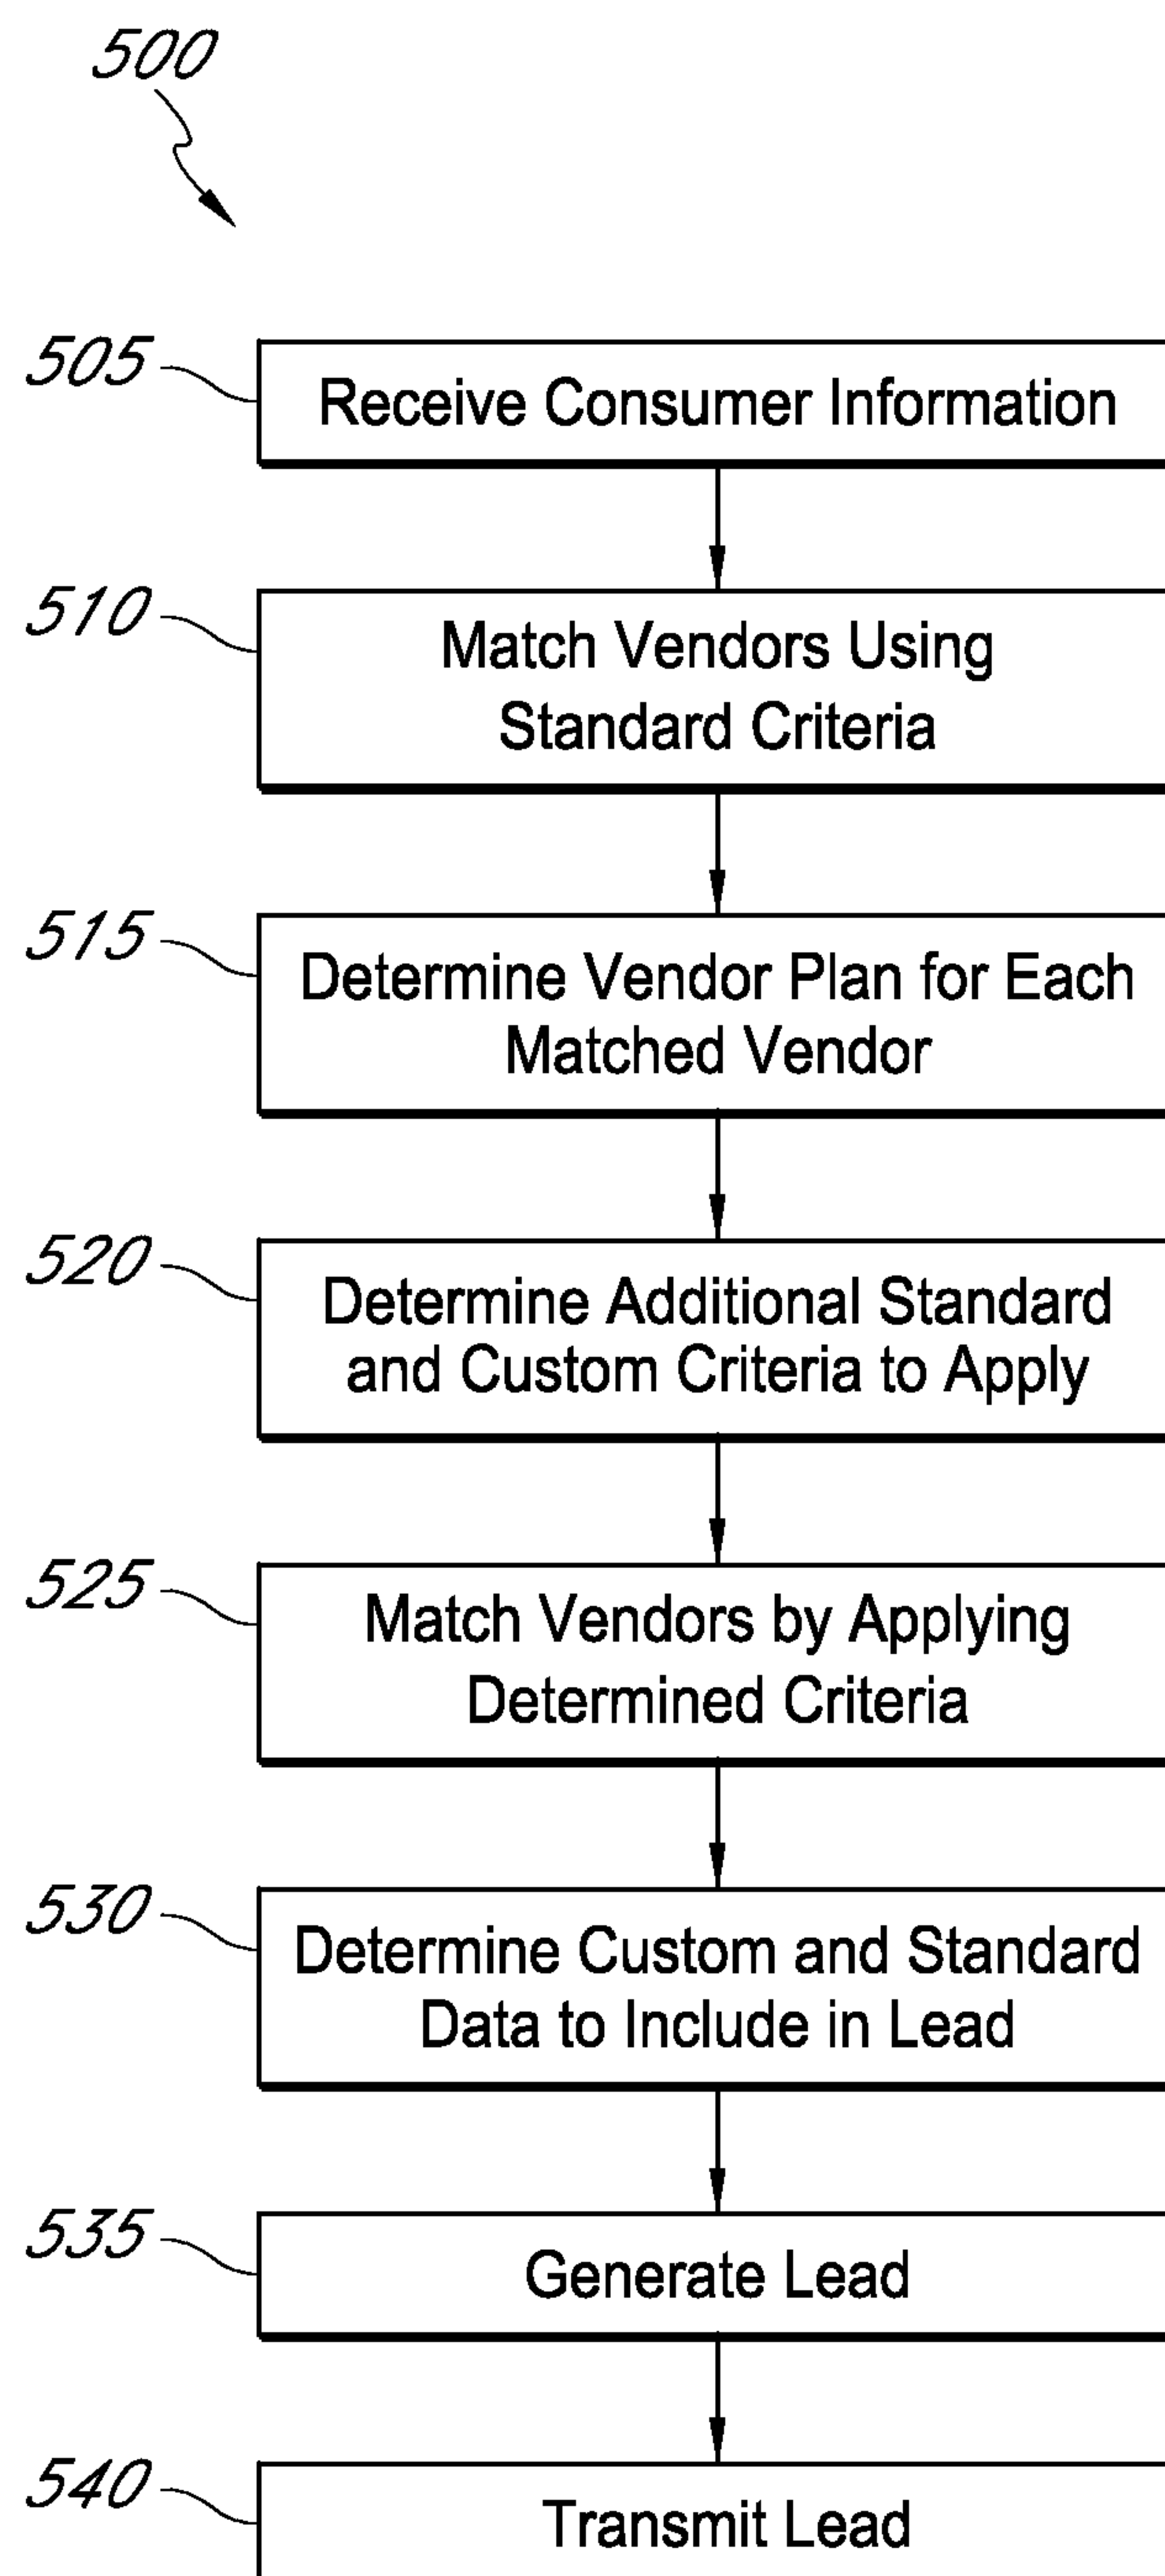 500
505
Receive Consumer Information
510
Match Vendors Using
Standard Criteria
515
Determine Vendor Plan for Each
Matched Vendor
520
Determine Additional Standard
and Custom Criteria to Apply
525
Match Vendors by Applying
Determined Criteria
530
Determine Custom and Standard
Data to Include in Lead
535
Generate Lead
540
Transmit Lead